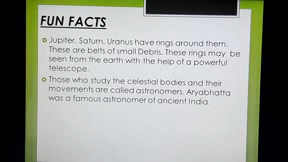 FUN FACTS
Jupiter, Saturn, Uranus have rings around them.
These are belts of small Debris. These rings may be
seen from the earth with the help of a powerful
telescope.
Those who study the celestial bodies and their
movements are called astronomers. Aryabhatta
was a famous astronomer of ancient India.